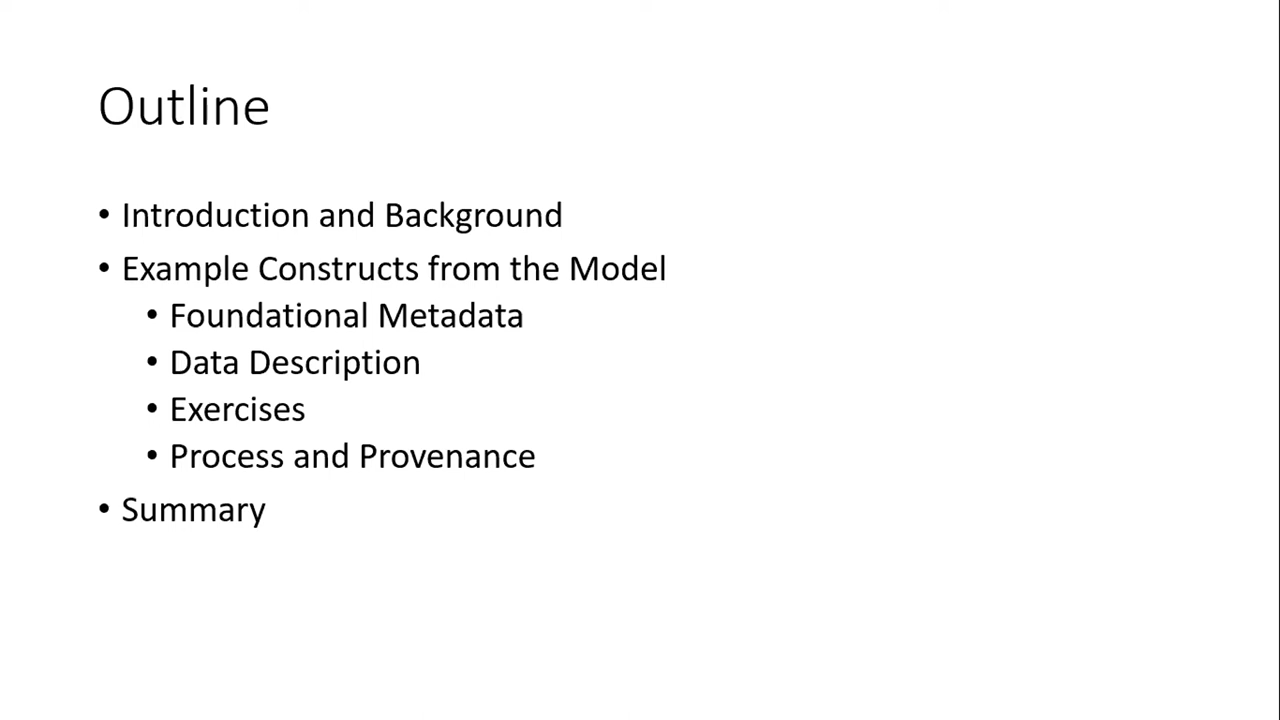 Outline
• Introduction and Background
• Example Constructs from the Model
• Foundational Metadata
• Data Description
• Exercises
• Process and Provenance
• Summary